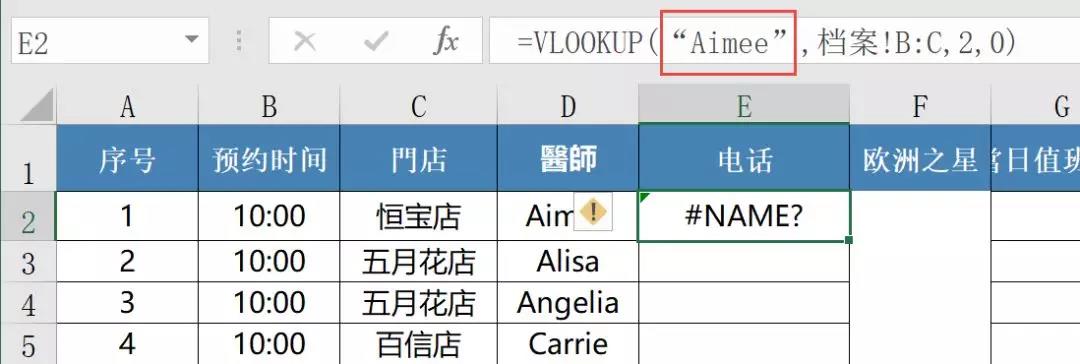 E2 fx =VLOOKUP(“Aimee”,档案!B:C,2,0)
A B C D E F G
1 序号 预约时间 門店 醫師 电话 欧洲之星 當日值班
2 1 10:00 恒宝店 Aim #NAME?
3 2 10:00 五月花店 Alisa
4 3 10:00 五月花店 Angelia
5 4 10:00 百信店 Carrie